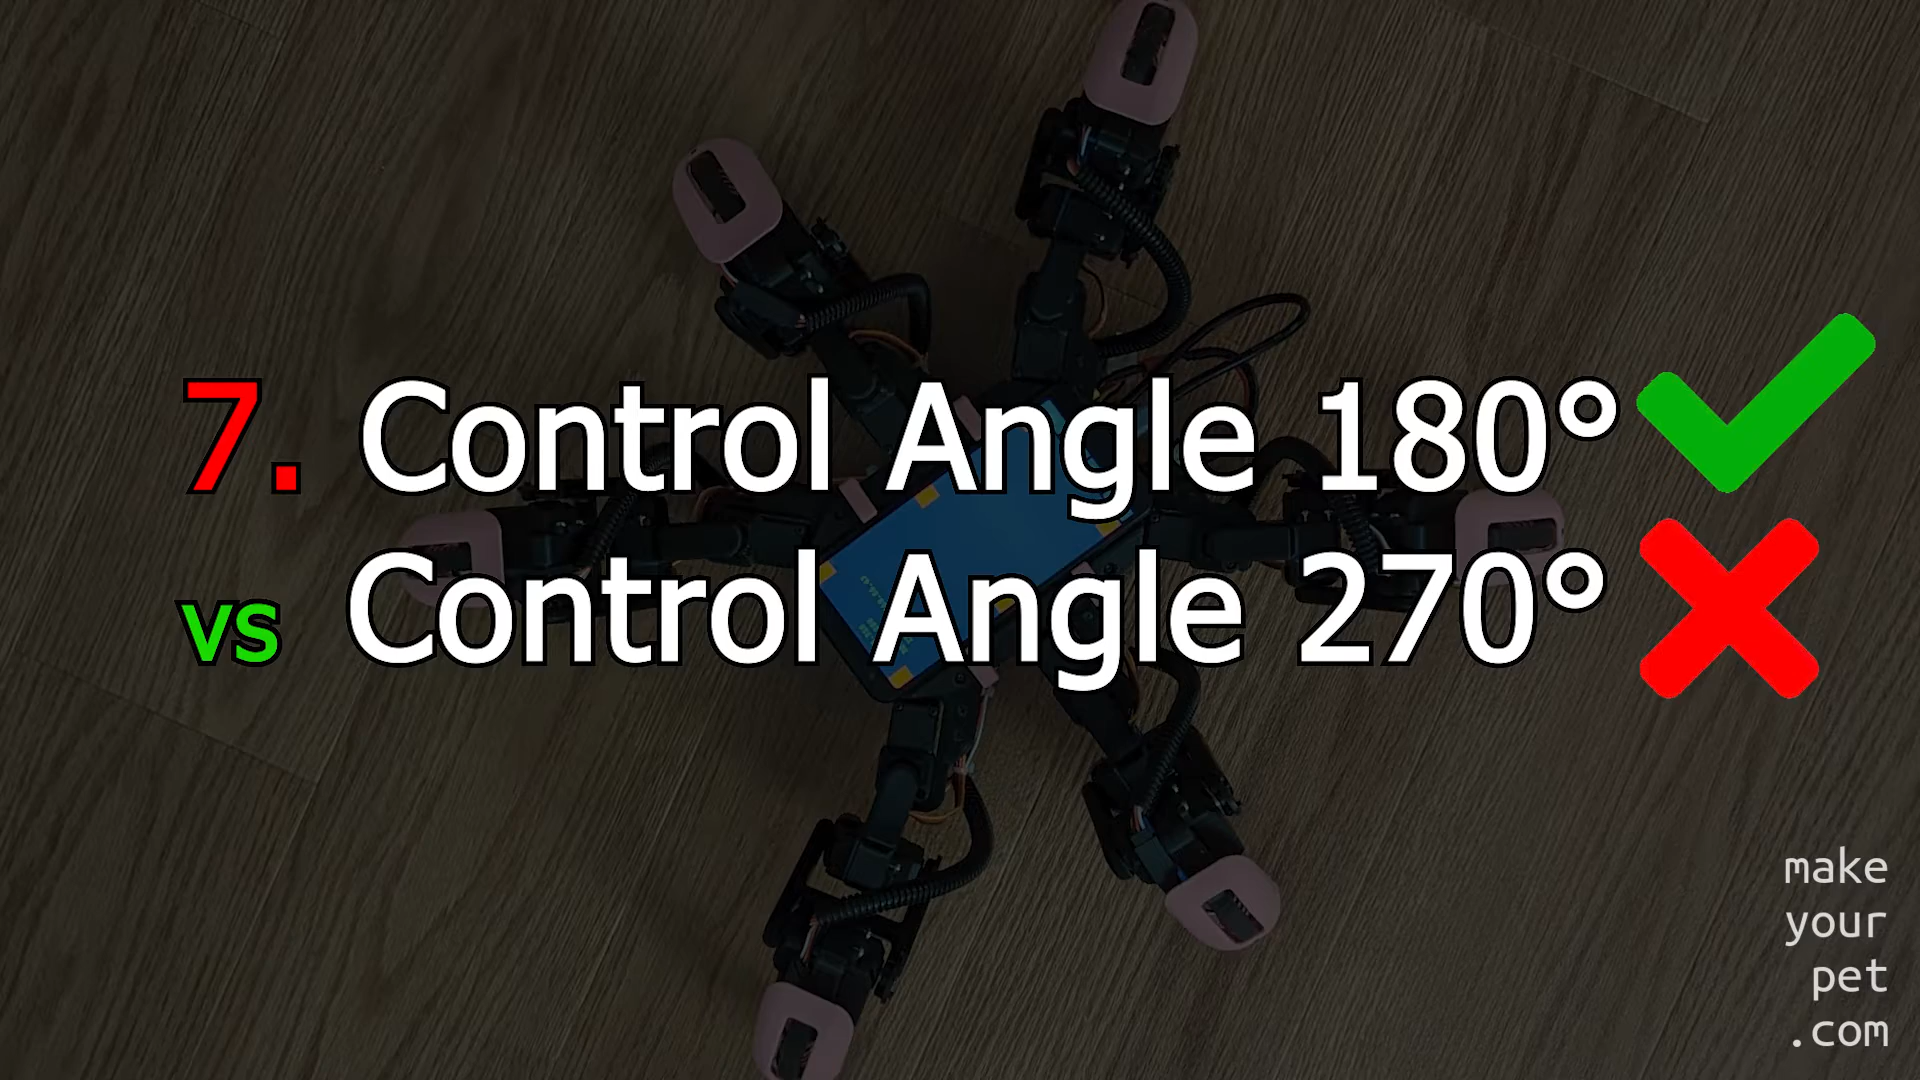 7. Control Angle 180°
vs Control Angle 270°
make
your
pet
.com